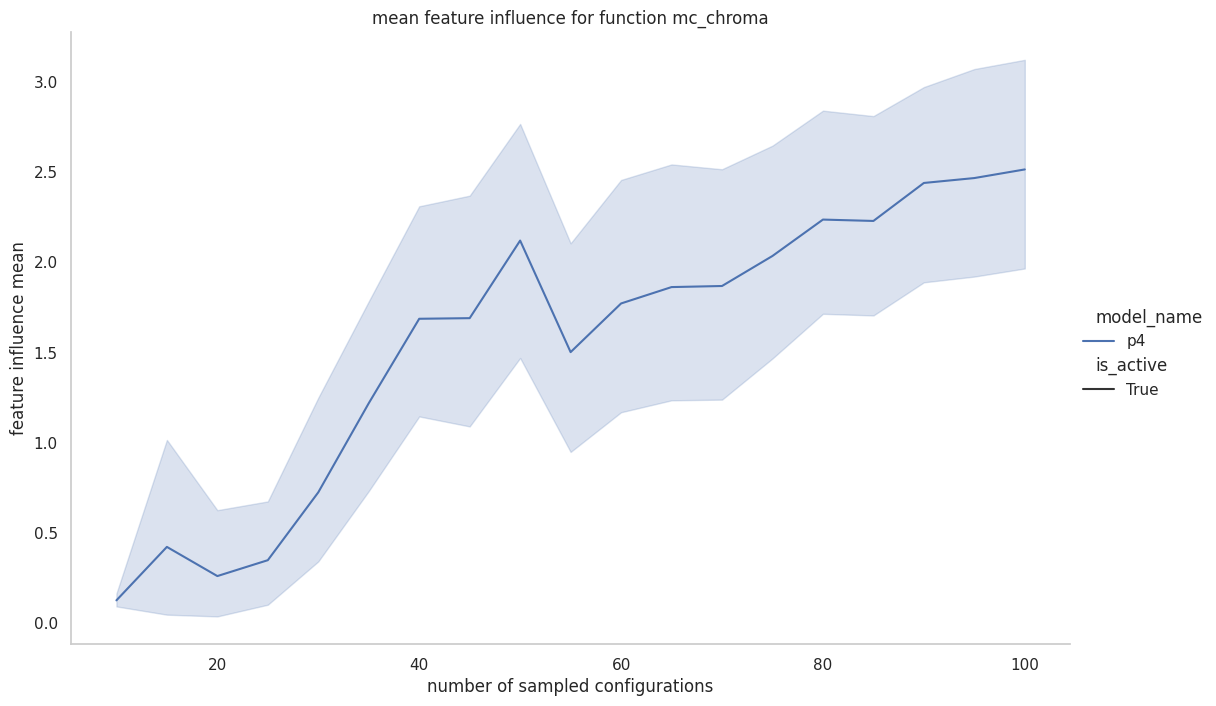 mean feature influence for function mc_chroma
3.0
2.5
2.0
1.5
1.0
0.5
0.0
feature influence mean
20
40
60
80
100
number of sampled configurations
model_name
p4
is_active
True